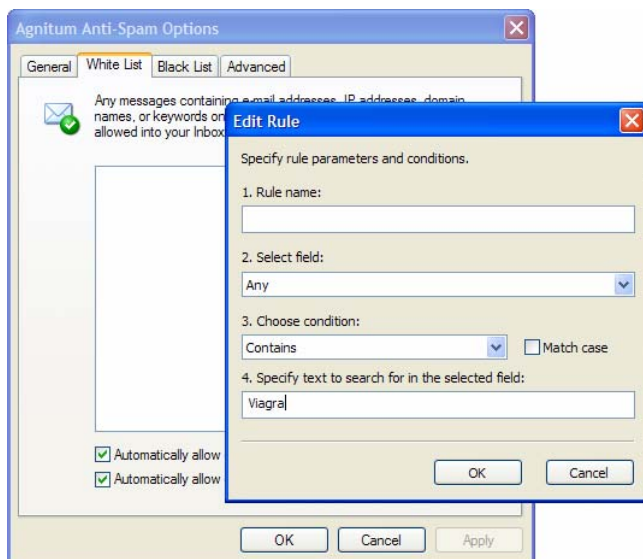 Agnitum Anti-Spam Options
General White List Black List Advanced
Any messages containing e-mail addresses, IP addresses, domain
names, or keywords on
allowed into your Inbox
Automatically allow
Automatically allow
OK Cancel Apply
Edit Rule
Specify rule parameters and conditions.
1. Rule name:
2. Select field:
Any
3. Choose condition:
Contains Match case
4. Specify text to search for in the selected field:
Viagra
OK Cancel